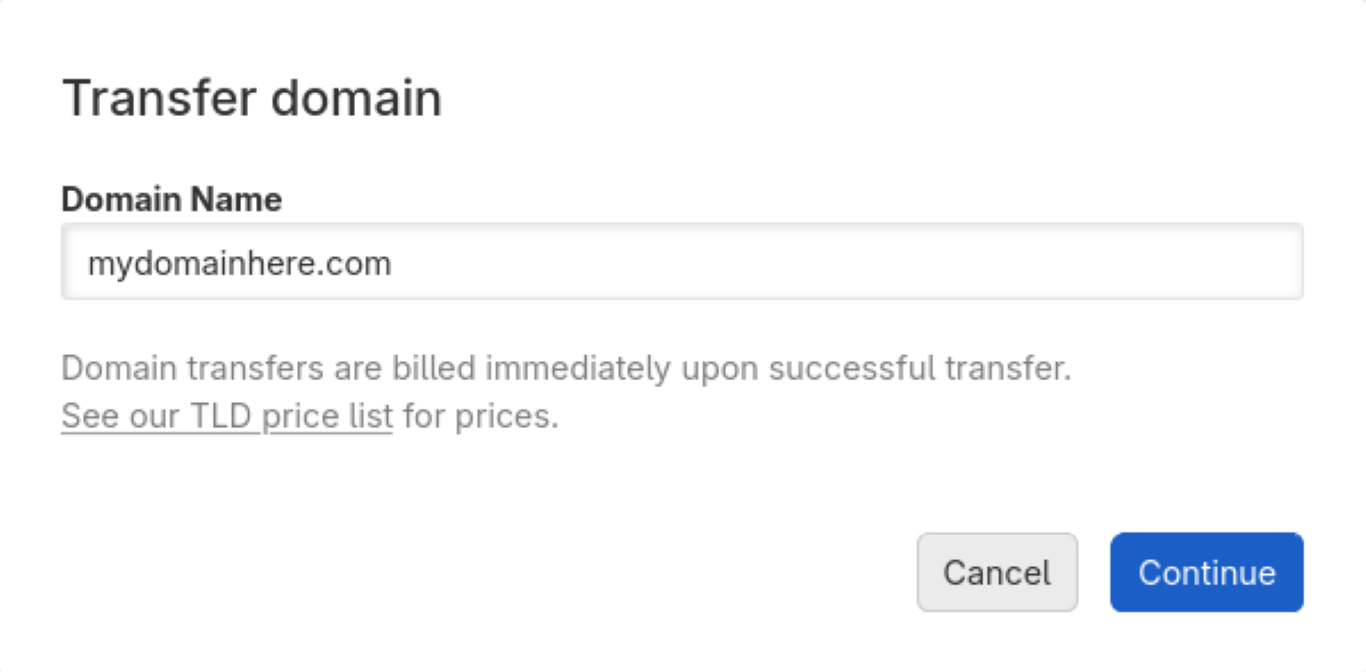 Transfer domain
Domain Name
mydomainhere.com
Domain transfers are billed immediately upon successful transfer.
See our TLD price list for prices.
Cancel Continue